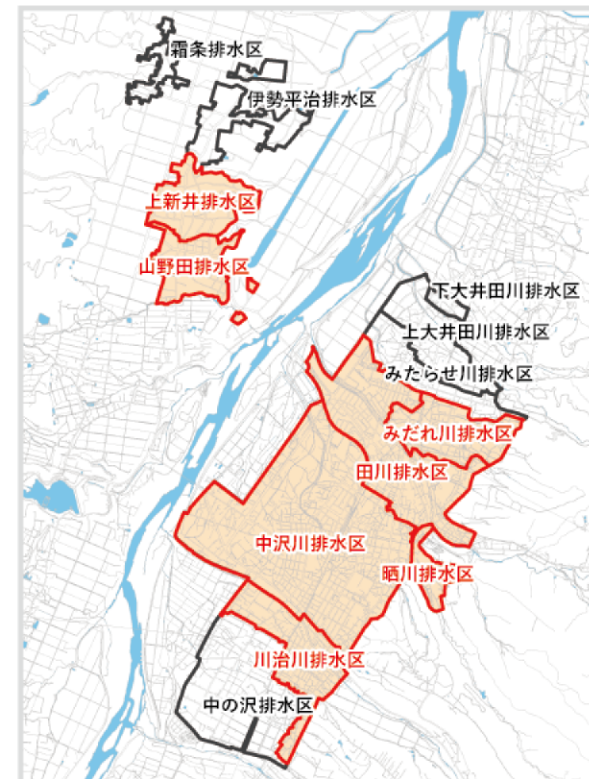 霜条排水区
伊勢平治排水区
上新井排水区
山野田排水区
下大井田川排水区
上大井田川排水区
みたらせ川排水区
みだれ川排水区
田川排水区
中沢川排水区
晒川排水区
川治川排水区
中の沢排水区